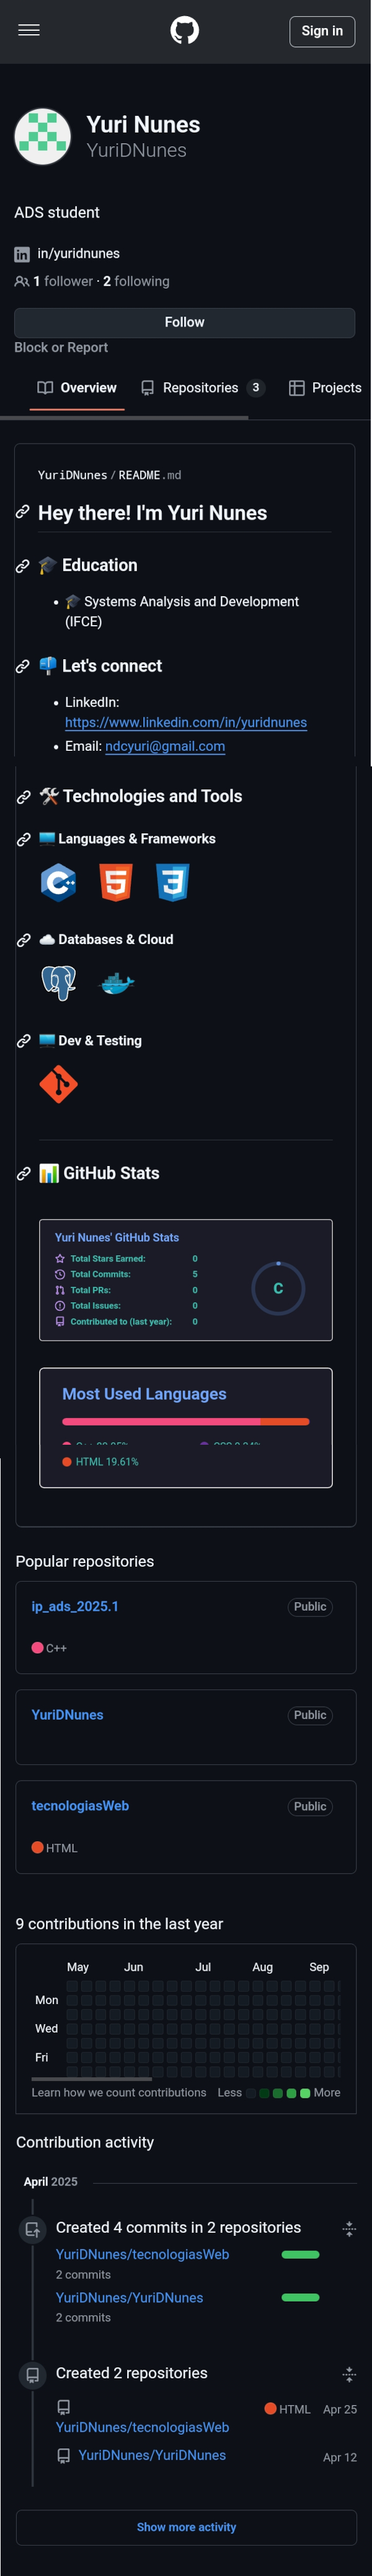 Sign in
Yuri Nunes
YuriDNunes
ADS student
in/yuridnunes
1 follower · 2 following
Follow
Block or Report
Overview
Repositories 3
Projects
YuriDNunes / README.md
Hey there! I'm Yuri Nunes
🎓 Education
• 🎓 Systems Analysis and Development
(IFCE)
📫 Let's connect
• LinkedIn:
https://www.linkedin.com/in/yuridnunes
• Email: ndcyuri@gmail.com
🛠️ Technologies and Tools
💻 Languages & Frameworks
5 3
☁️ Databases & Cloud
💻 Dev & Testing
📊 GitHub Stats
Yuri Nunes' GitHub Stats
Total Stars Earned: 0
Total Commits: 5
Total PRs: 0
Total Issues: 0
Contributed to (last year): 0
C
Most Used Languages
HTML 19.61%
Popular repositories
ip_ads_2025.1 Public
C++
YuriDNunes Public
tecnologiasWeb Public
HTML
9 contributions in the last year
May Jun Jul Aug Sep
Mon
Wed
Fri
Learn how we count contributions Less More
Contribution activity
April 2025
Created 4 commits in 2 repositories
YuriDNunes/tecnologiasWeb
2 commits
YuriDNunes/YuriDNunes
2 commits
Created 2 repositories
HTML Apr 25
YuriDNunes/tecnologiasWeb
YuriDNunes/YuriDNunes Apr 12
Show more activity